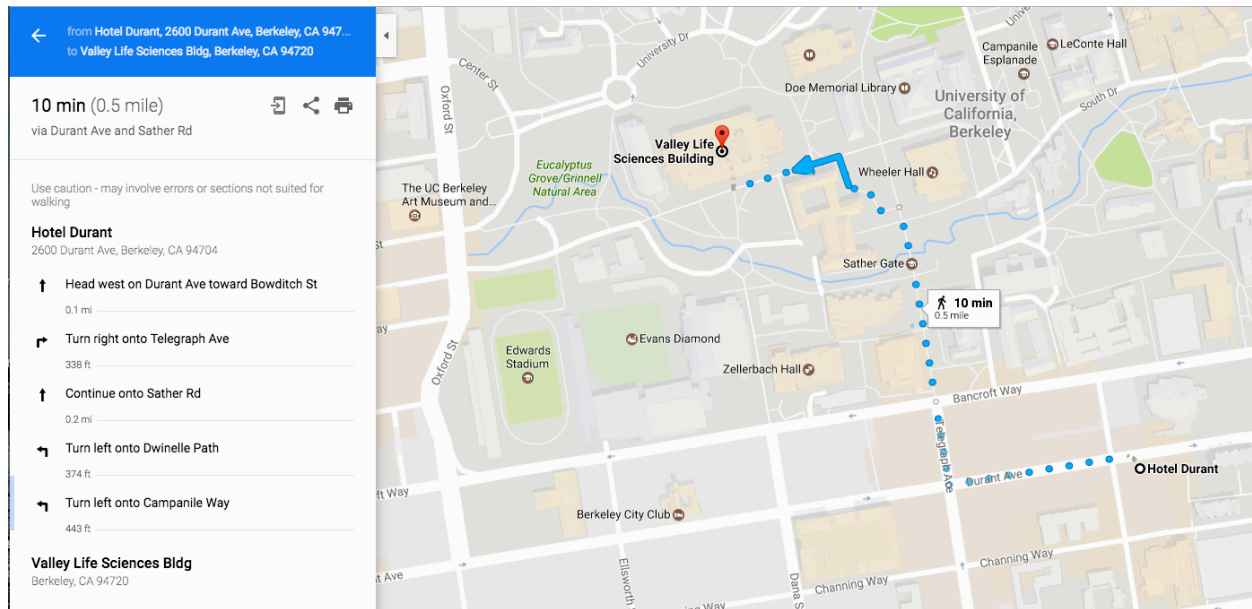 from Hotel Durant, 2600 Durant Ave, Berkeley, CA 947...
to Valley Life Sciences Bldg, Berkeley, CA 94720
10 min (0.5 mile)
via Durant Ave and Sather Rd
Use caution - may involve errors or sections not suited for
walking
Hotel Durant
2600 Durant Ave, Berkeley, CA 94704
Head west on Durant Ave toward Bowditch St
0.1 mi
Turn right onto Telegraph Ave
338 ft
Continue onto Sather Rd
0.2 mi
Turn left onto Dwinelle Path
374 ft
Turn left onto Campanile Way
443 ft
Valley Life Sciences Bldg
Berkeley, CA 94720
University Dr
Center St
Oxford St
Doe Memorial Library
Campanile
Esplanade
LeConte Hall
University of
California,
Berkeley
South Dr
Valley Life
Sciences Building
Eucalyptus
Grove/Grinnell
Natural Area
Wheeler Hall
The UC Berkeley
Art Museum and...
St
Sather Gate
10 min
0.5 mile
ay
Evans Diamond
Edwards
Stadium
Oxford St
Zellerbach Hall
Bancroft Way
Telegraph Ave
Hotel Durant
Durant Ave
ft Way
Berkeley City Club
Ellsworth
Dana S
Channing Way
Channing Way
t Ave